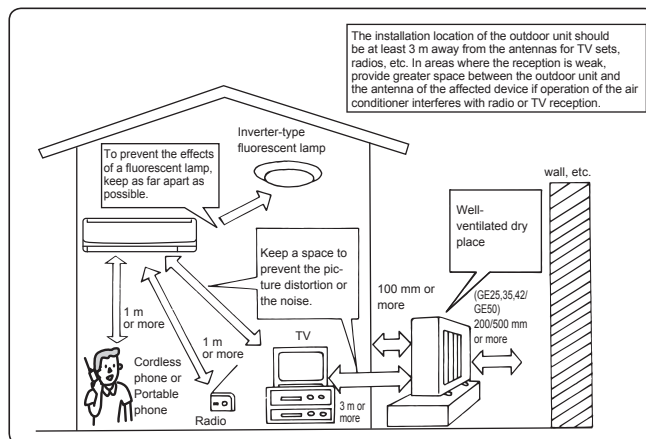 The installation location of the outdoor unit should
be at least 3 m away from the antennas for TV sets,
radios, etc. In areas where the reception is weak,
provide greater space between the outdoor unit and
the antenna of the affected device if operation of the air
conditioner interferes with radio or TV reception.
Inverter-type
fluorescent lamp
To prevent the effects
of a fluorescent lamp,
keep as far apart as
possible.
wall, etc.
Well-
ventilated dry
place
Keep a space to
prevent the pic-
ture distortion or
the noise.
100 mm or
more
(GE25,35,42/
GE50)
200/500 mm
or more
1 m
or more
1 m
or more
TV
Cordless
phone or
Portable
phone
Radio
3 m or
more